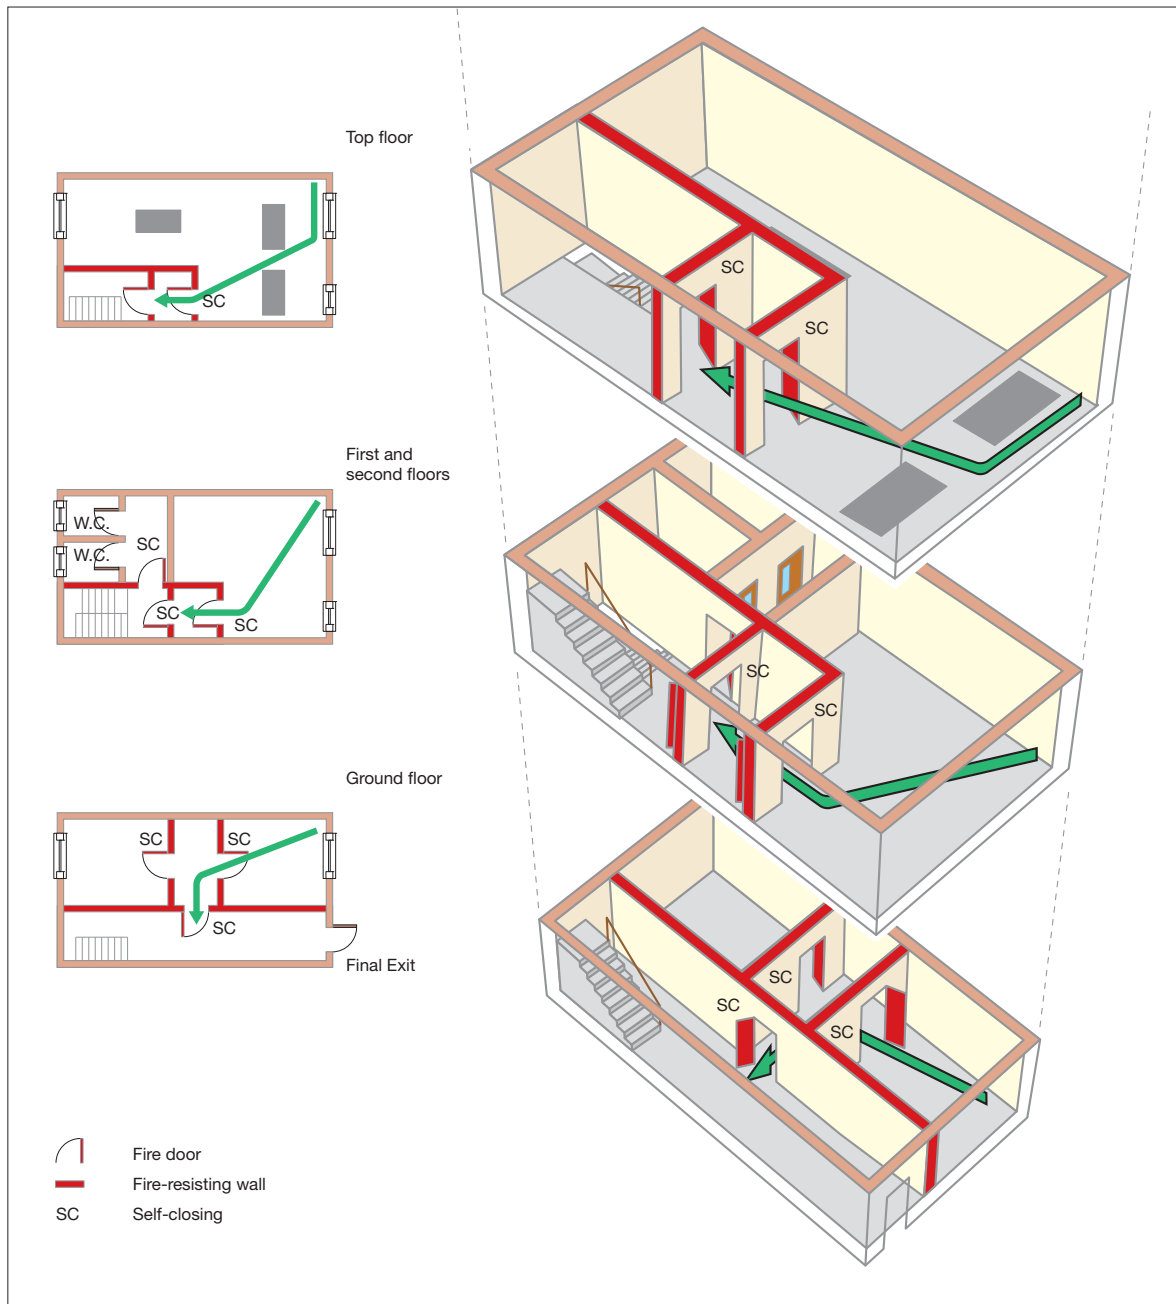 Top floor
SC
SC
SC
First and
second floors
W.C.
W.C.
SC
SC
SC
SC
SC
Ground floor
SC
SC
SC
Final Exit
SC
SC
SC
Fire door
Fire-resisting wall
SC
Self-closing